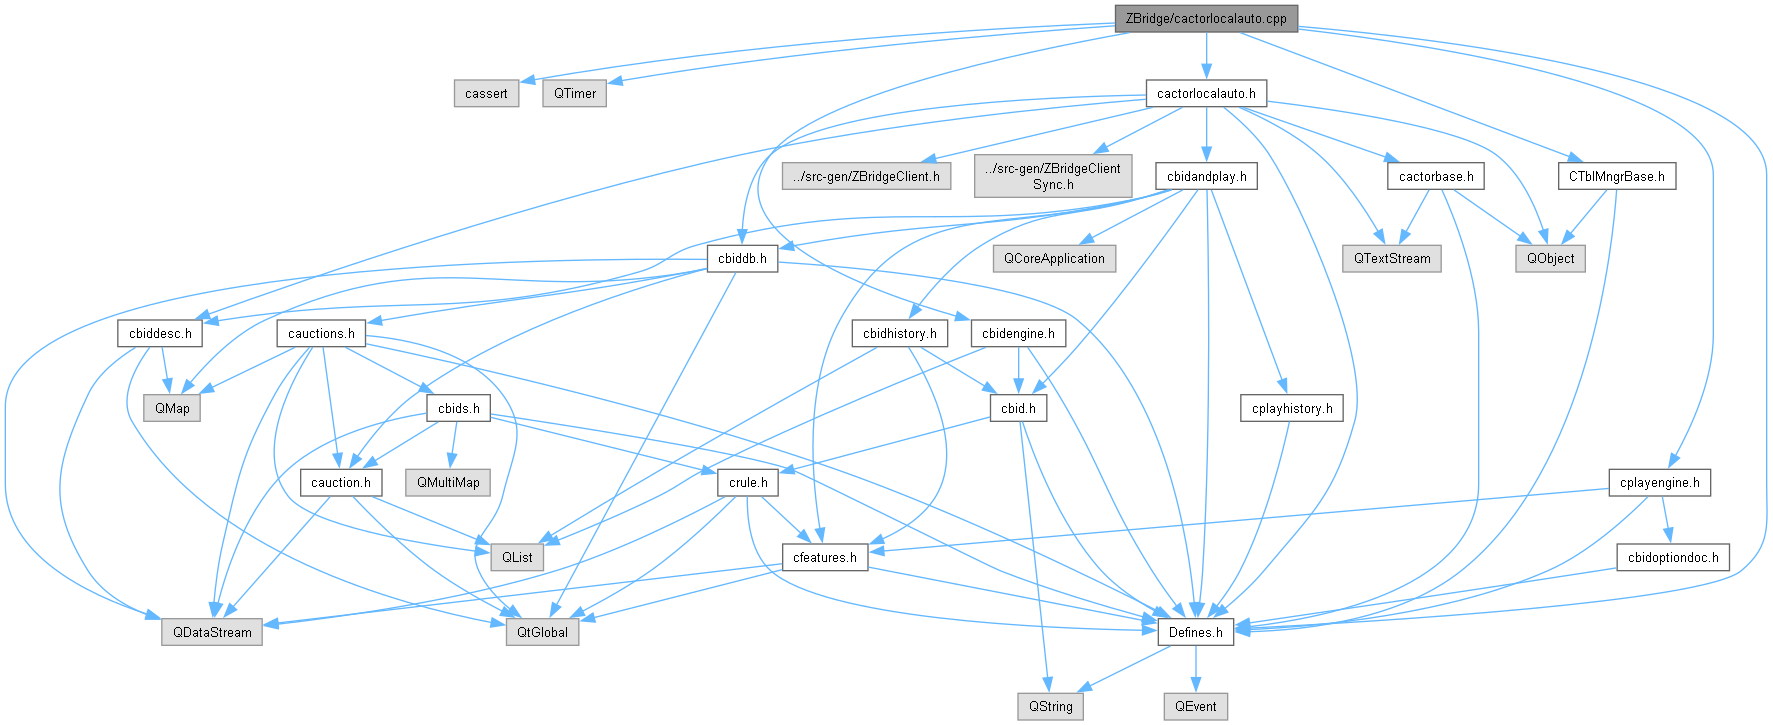 ZBridge/cactorlocalauto.cpp
cassert
QTimer
cactorlocalauto.h
../src-gen/ZBridgeClient.h
../src-gen/ZBridgeClient
Sync.h
cbidandplay.h
cactorbase.h
CTblMngrBase.h
cbiddb.h
QCoreApplication
QTextStream
QObject
cbiddesc.h
cauctions.h
cbidhistory.h
cbidengine.h
QMap
cbids.h
cbid.h
cplayhistory.h
cauction.h
QMultiMap
crule.h
cplayengine.h
QList
cfeatures.h
cbidoptiondoc.h
QDataStream
QtGlobal
Defines.h
QString
QEvent